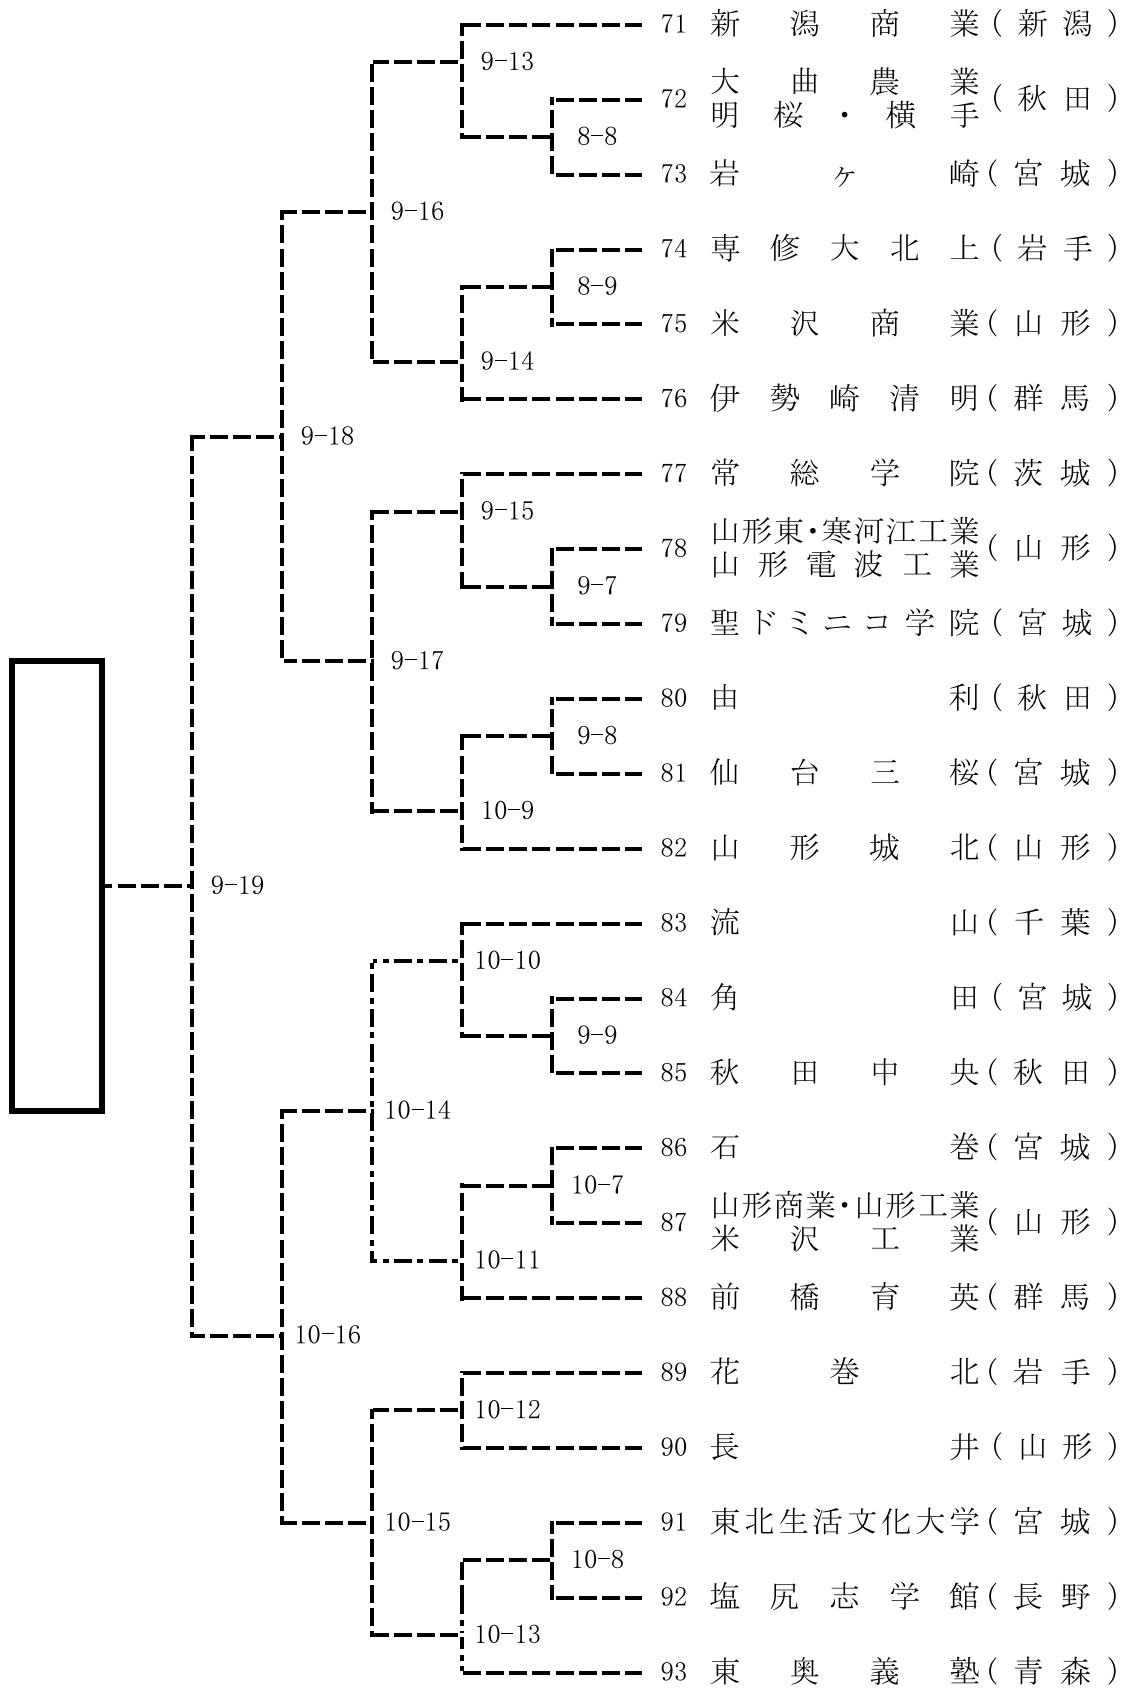 71 新潟商業(新潟)
9-13
72 大曲農業
明桜・横手(秋田)
8-8
73 岩ヶ崎(宮城)
9-16
74 専修大北上(岩手)
8-9
75 米沢商業(山形)
9-14
76 伊勢崎清明(群馬)
9-18
77 常総学院(茨城)
9-15
78 山形東・寒河江工業
山形電波工業(山形)
9-7
79 聖ドミニコ学院(宮城)
9-17
80 由利(秋田)
9-8
81 仙台三桜(宮城)
10-9
82 山形城北(山形)
9-19
83 流山(千葉)
10-10
84 角田(宮城)
9-9
85 秋田中央(秋田)
10-14
86 石巻(宮城)
10-7
87 山形商業・山形工業
米沢工業(山形)
10-11
88 前橋育英(群馬)
10-16
89 花巻北(岩手)
10-12
90 長井(山形)
10-15
91 東北生活文化大学(宮城)
10-8
92 塩尻志学館(長野)
10-13
93 東奥義塾(青森)